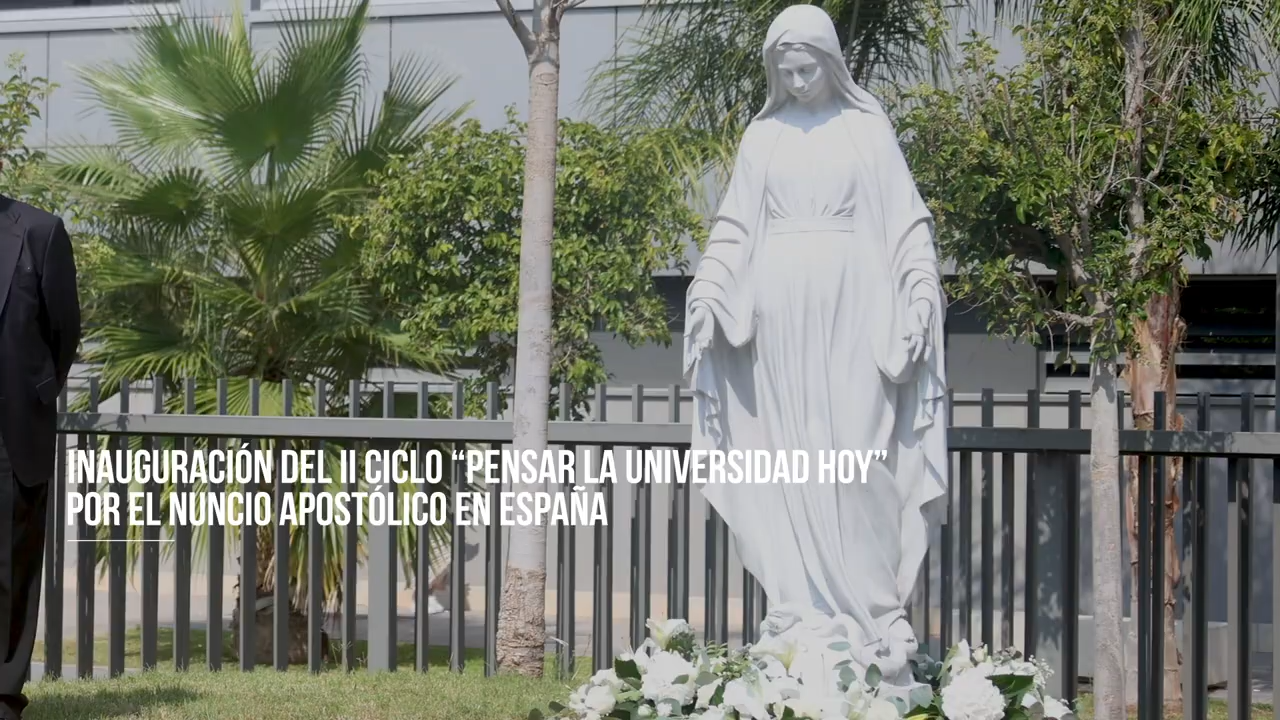 INAUGURACIÓN DEL II CICLO “PENSAR LA UNIVERSIDAD HOY”
POR EL NUNCIO APOSTÓLICO EN ESPAÑA